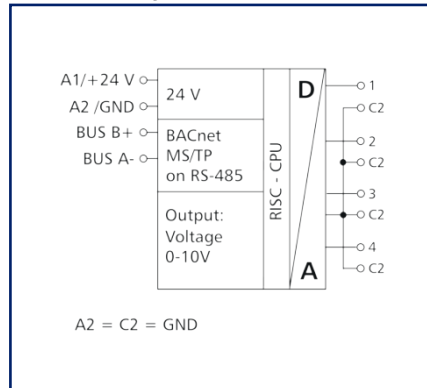 A1/+24 V
A2 /GND
BUS B+
BUS A-
24 V
BACnet
MS/TP
on RS-485
Output:
Voltage
0-10V
RISC - CPU
D
A
1
C2
2
C2
3
C2
4
C2
A2 = C2 = GND